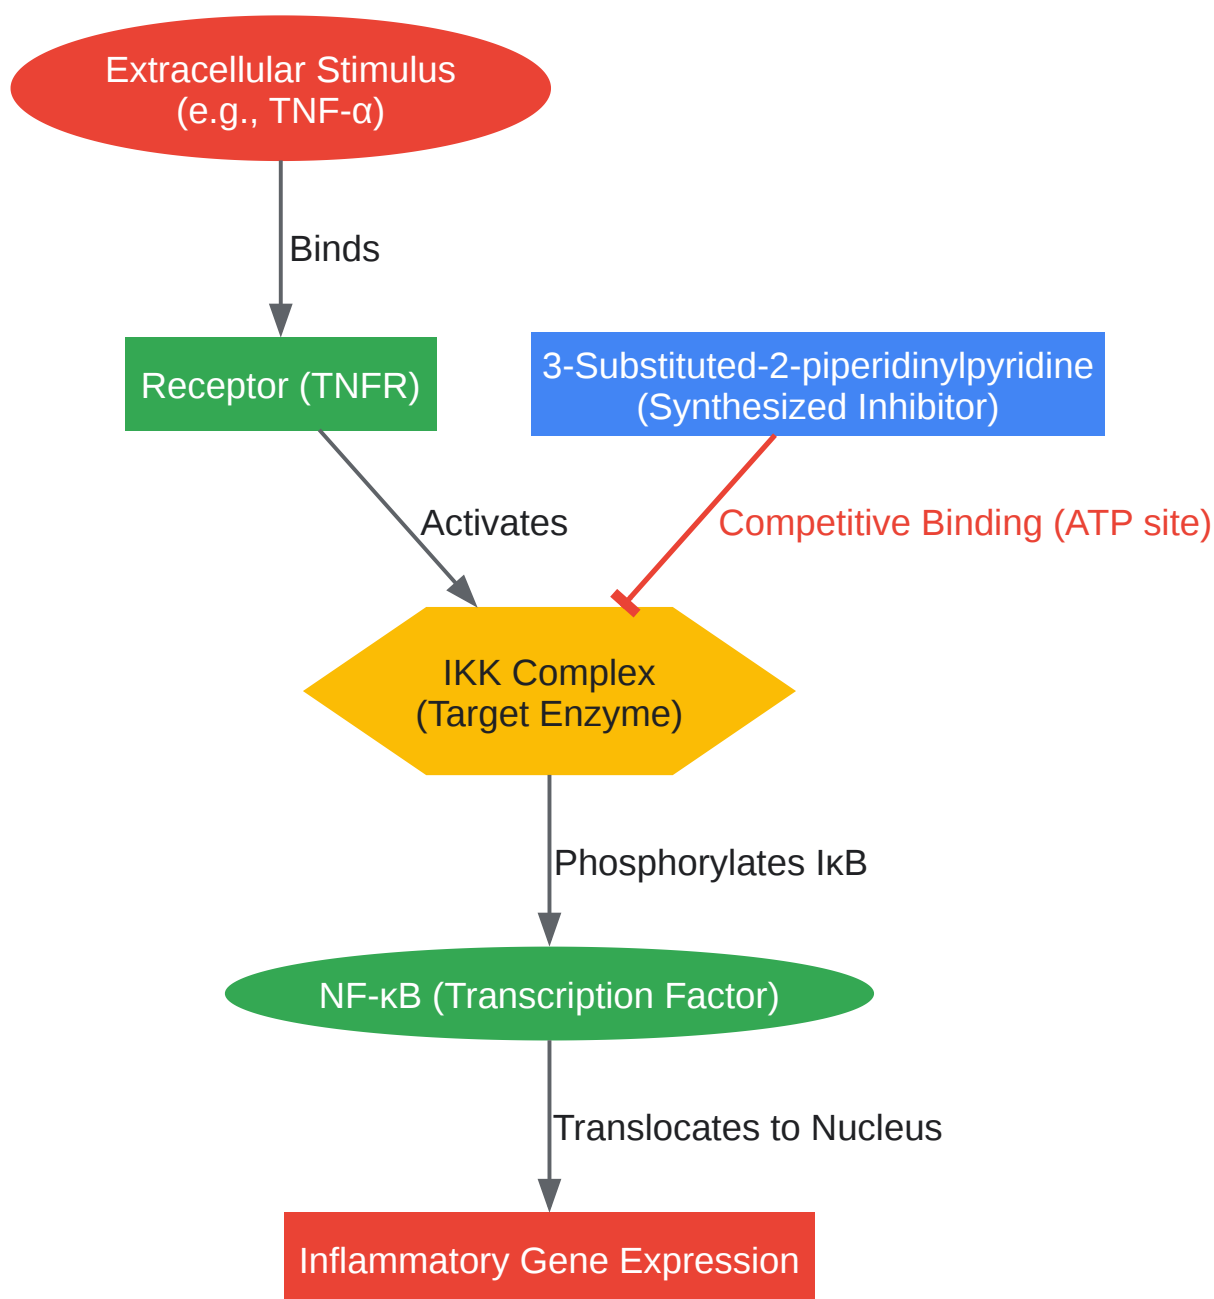 Extracellular Stimulus
(e.g., TNF-α)
Binds
Receptor (TNFR)
3-Substituted-2-piperidinylpyridine
(Synthesized Inhibitor)
Activates
Competitive Binding (ATP site)
IKK Complex
(Target Enzyme)
Phosphorylates IκB
NF-κB (Transcription Factor)
Translocates to Nucleus
Inflammatory Gene Expression